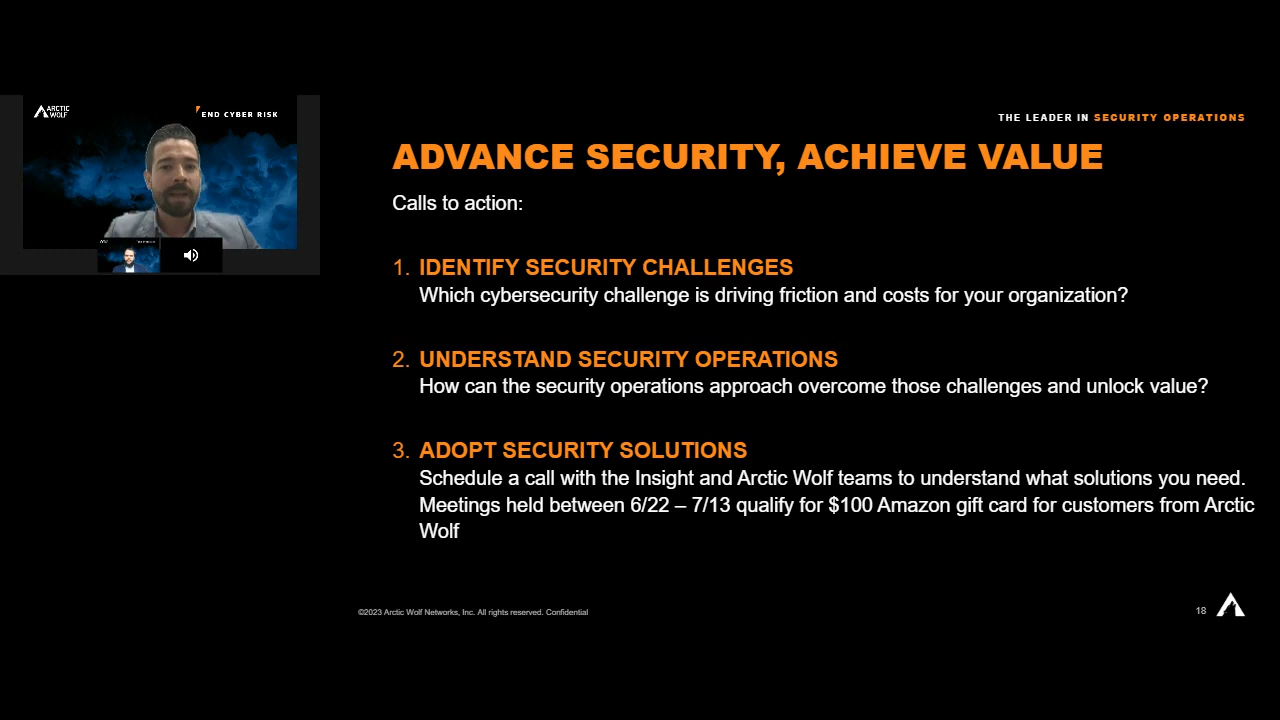 ARCTIC
WOLF
END CYBER RISK
THE LEADER IN SECURITY OPERATIONS
ADVANCE SECURITY, ACHIEVE VALUE
Calls to action:
1. IDENTIFY SECURITY CHALLENGES
Which cybersecurity challenge is driving friction and costs for your organization?
2. UNDERSTAND SECURITY OPERATIONS
How can the security operations approach overcome those challenges and unlock value?
3. ADOPT SECURITY SOLUTIONS
Schedule a call with the Insight and Arctic Wolf teams to understand what solutions you need.
Meetings held between 6/22 – 7/13 qualify for $100 Amazon gift card for customers from Arctic
Wolf
©2023 Arctic Wolf Networks, Inc. All rights reserved. Confidential
18